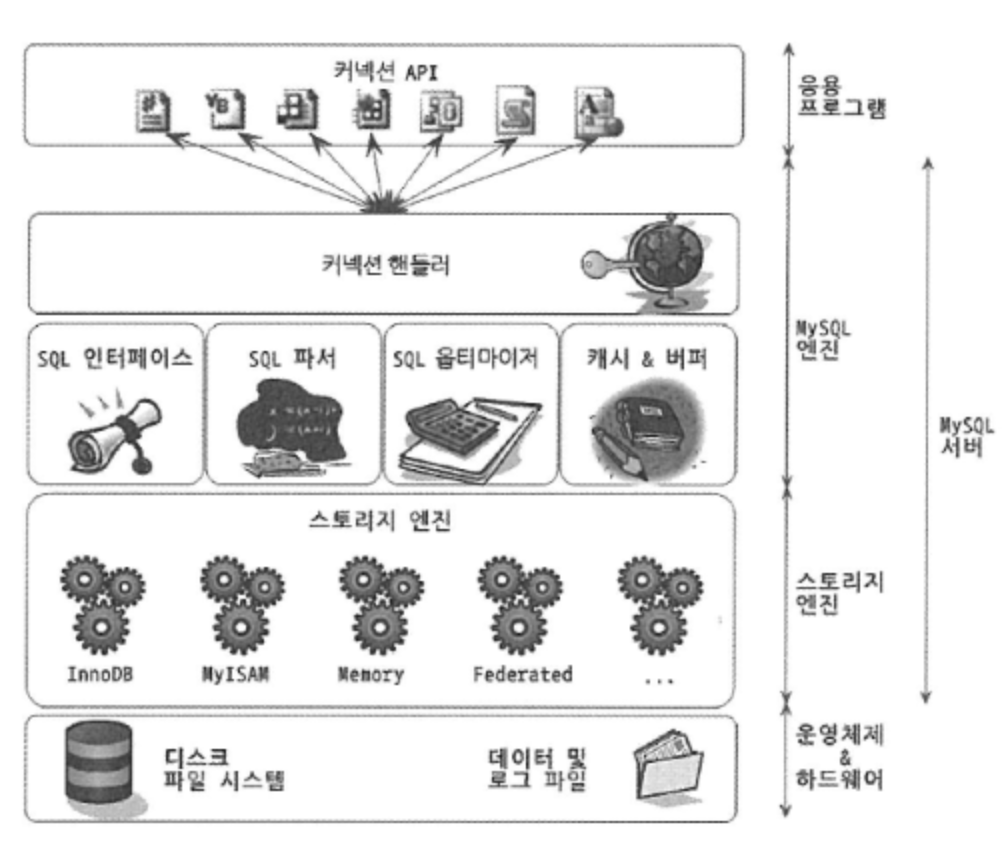 커넥션 API
응용
프로그램
커넥션 핸들러
MySQL
엔진
SQL 인터페이스
SQL 파서
SQL 옵티마이저
캐시 & 버퍼
MySQL
서버
스토리지 엔진
InnoDB
MyISAM
Memory
Federated
...
스토리지
엔진
디스크
파일 시스템
데이터 및
로그 파일
운영체제
&
하드웨어